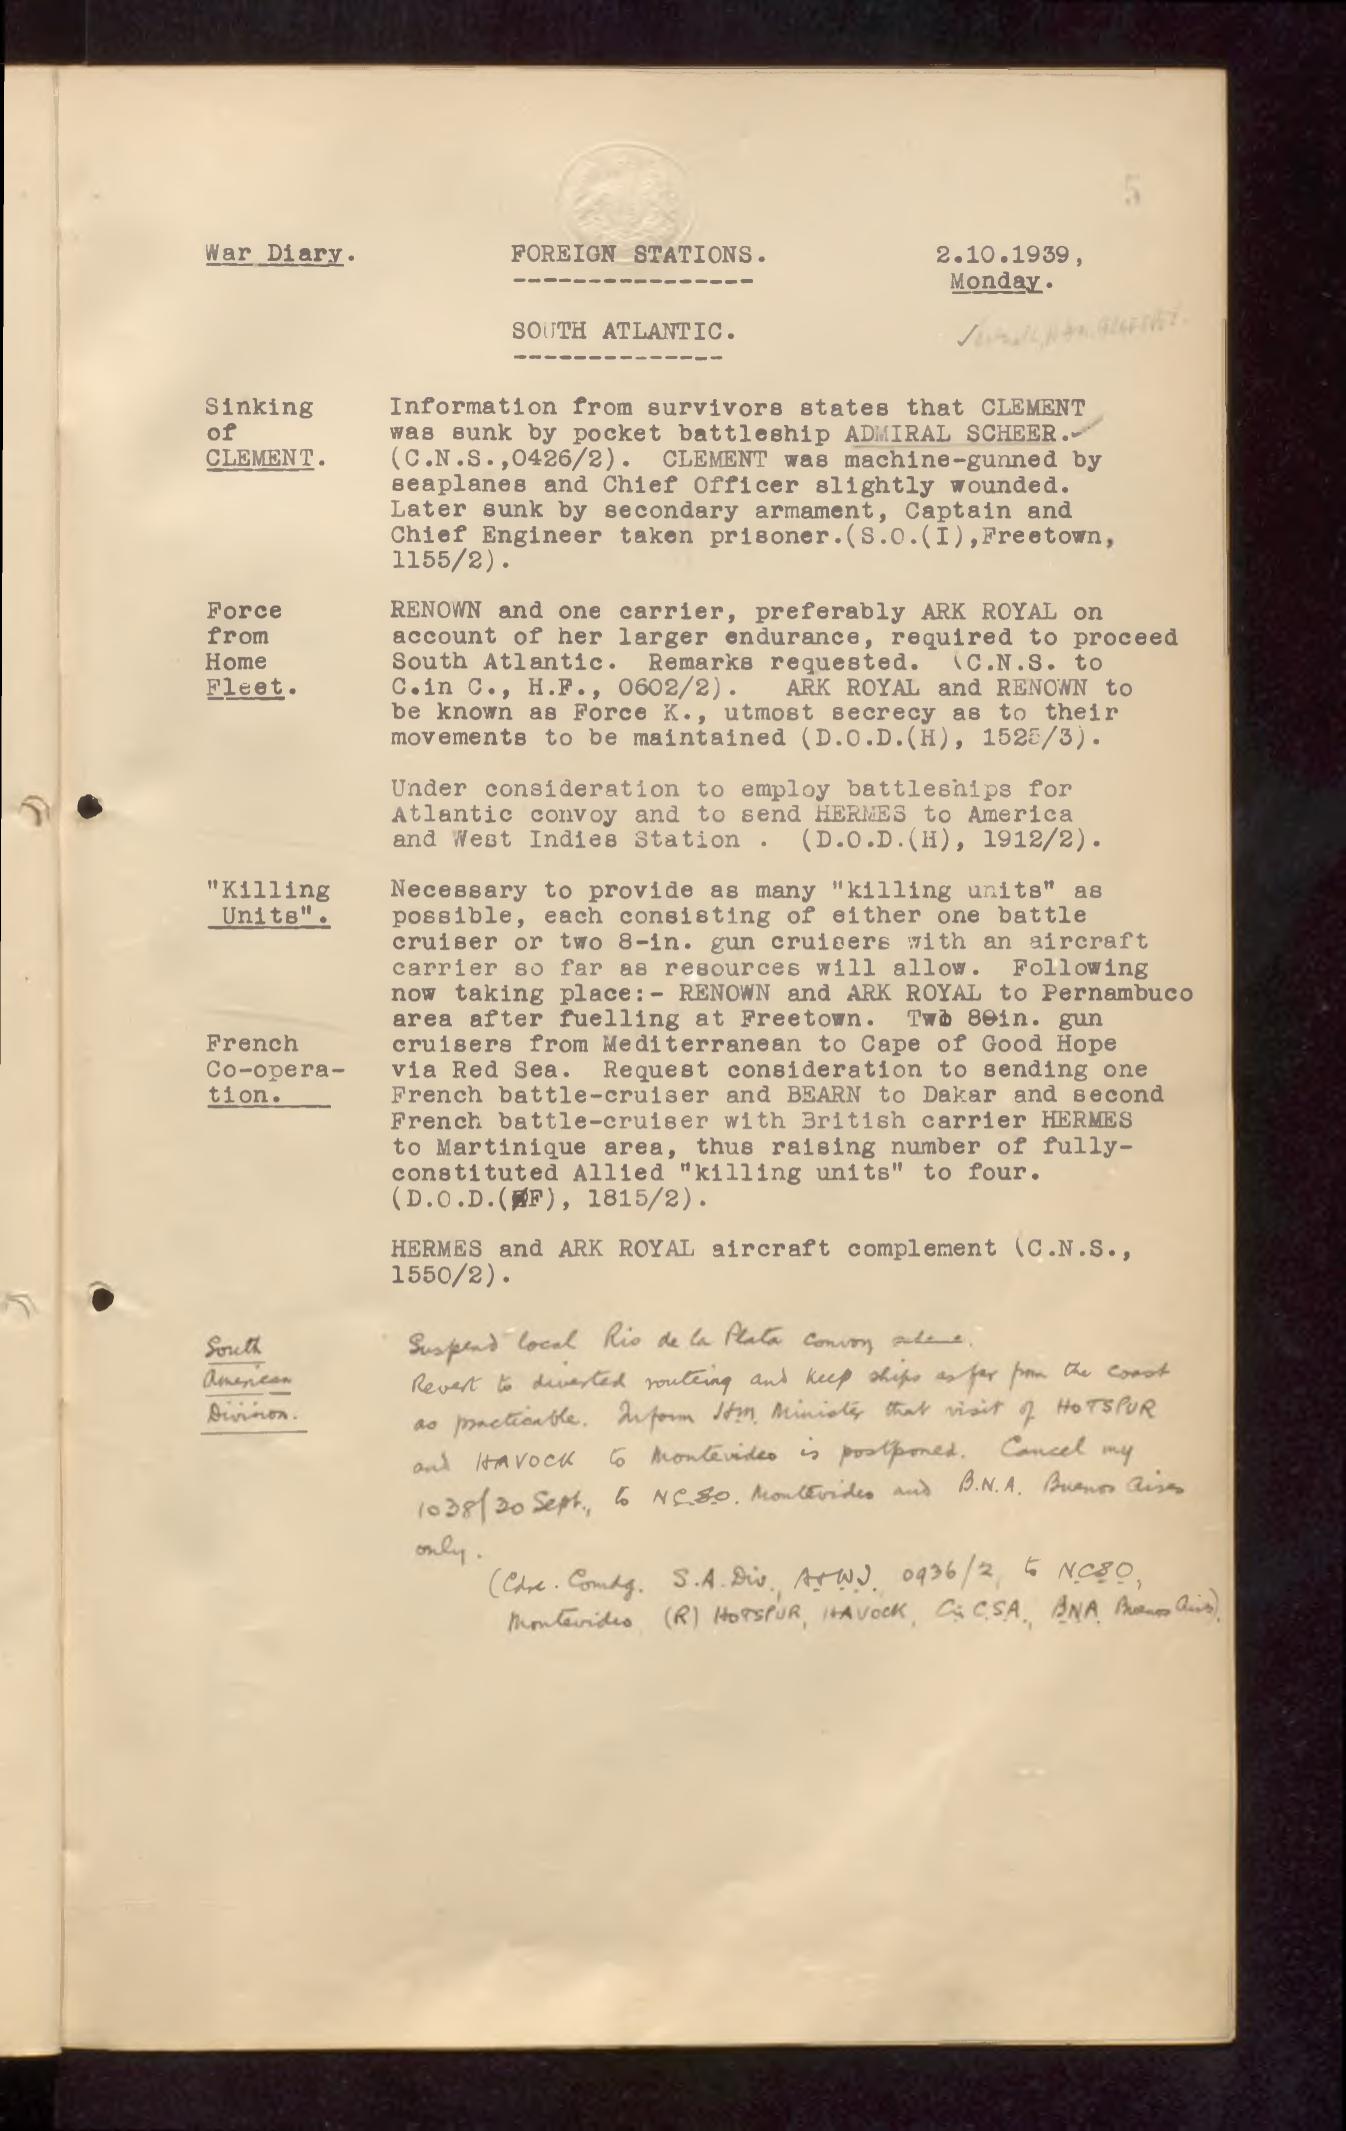 5
War Diary. FOREIGN STATIONS. 2.10.1939,
Monday.
SOUTH ATLANTIC.
Sinking
of
CLEMENT.
Information from survivors states that CLEMENT
was sunk by pocket battleship ADMIRAL SCHEER.
(C.N.S.,0426/2). CLEMENT was machine-gunned by
seaplanes and Chief Officer slightly wounded.
Later sunk by secondary armament, Captain and
Chief Engineer taken prisoner.(S.O.(I),Freetown,
1155/2).
Force
from
Home
Fleet.
RENOWN and one carrier, preferably ARK ROYAL on
account of her larger endurance, required to proceed
South Atlantic. Remarks requested. (C.N.S. to
C.in C., H.F., 0602/2). ARK ROYAL and RENOWN to
be known as Force K., utmost secrecy as to their
movements to be maintained (D.O.D.(H), 1525/3).
Under consideration to employ battleships for
Atlantic convoy and to send HERMES to America
and West Indies Station . (D.O.D.(H), 1912/2).
"Killing
Units".
Necessary to provide as many "killing units" as
possible, each consisting of either one battle
cruiser or two 8-in. gun cruisers with an aircraft
carrier so far as resources will allow. Following
now taking place:- RENOWN and ARK ROYAL to Pernambuco
area after fuelling at Freetown. Two 8-in. gun
French
Co-opera-
tion.
cruisers from Mediterranean to Cape of Good Hope
via Red Sea. Request consideration to sending one
French battle-cruiser and BEARN to Dakar and second
French battle-cruiser with British carrier HERMES
to Martinique area, thus raising number of fully-
constituted Allied "killing units" to four.
(D.O.D.(F), 1815/2).
HERMES and ARK ROYAL aircraft complement (C.N.S.,
1550/2).
South
American
Division.
Suspend local Rio de la Plata convoy scheme.
Revert to diverted routeing and keep ships as far from the coast
as practicable. Inform H.M. Minister that visit of HOTSPUR
and HAVOCK to Montevideo is postponed. Cancel my
1038/30 Sept., to N.C.S.O. Montevideo and B.N.A. Buenos Aires
only.
(Cdre. Comdg. S.A. Div., A & W.I. 0936/2, to N.C.S.O,
Montevideo (R) HOTSPUR, HAVOCK, C in C.S.A., B.N.A. Buenos Aires).